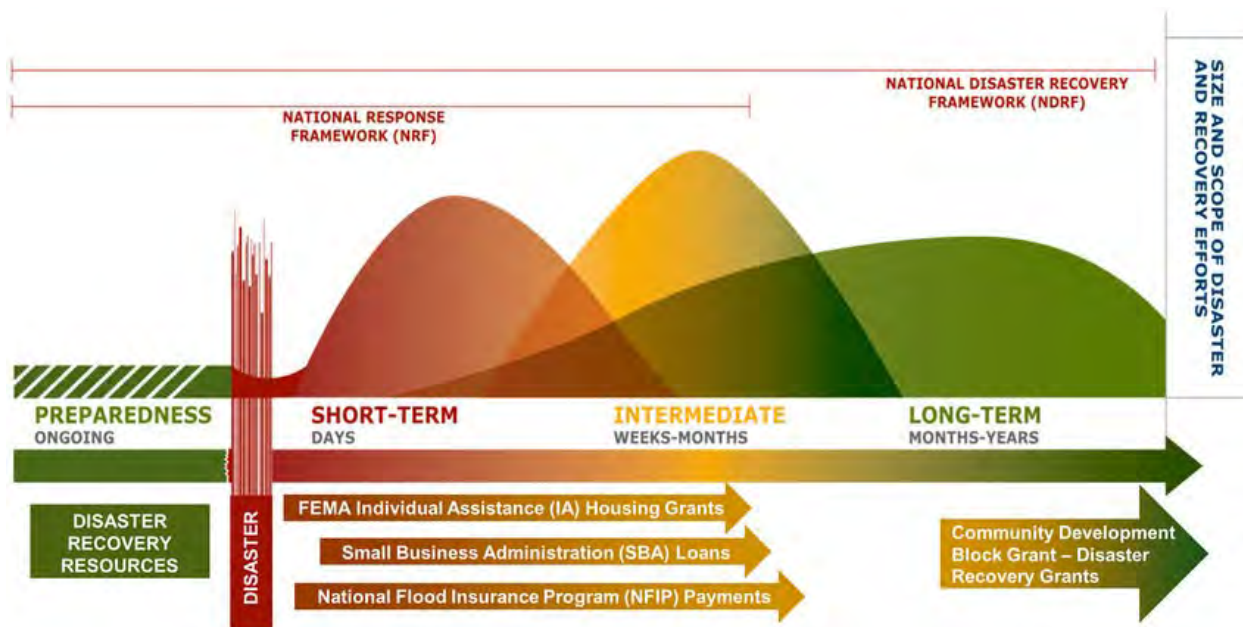 NATIONAL DISASTER RECOVERY
FRAMEWORK (NDRF)
NATIONAL RESPONSE
FRAMEWORK (NRF)
SIZE AND SCOPE OF DISASTER
AND RECOVERY EFFORTS
PREPAREDNESS
ONGOING
SHORT-TERM
DAYS
INTERMEDIATE
WEEKS-MONTHS
LONG-TERM
MONTHS-YEARS
DISASTER
RECOVERY
RESOURCES
DISASTER
FEMA Individual Assistance (IA) Housing Grants
Small Business Administration (SBA) Loans
National Flood Insurance Program (NFIP) Payments
Community Development
Block Grant – Disaster
Recovery Grants